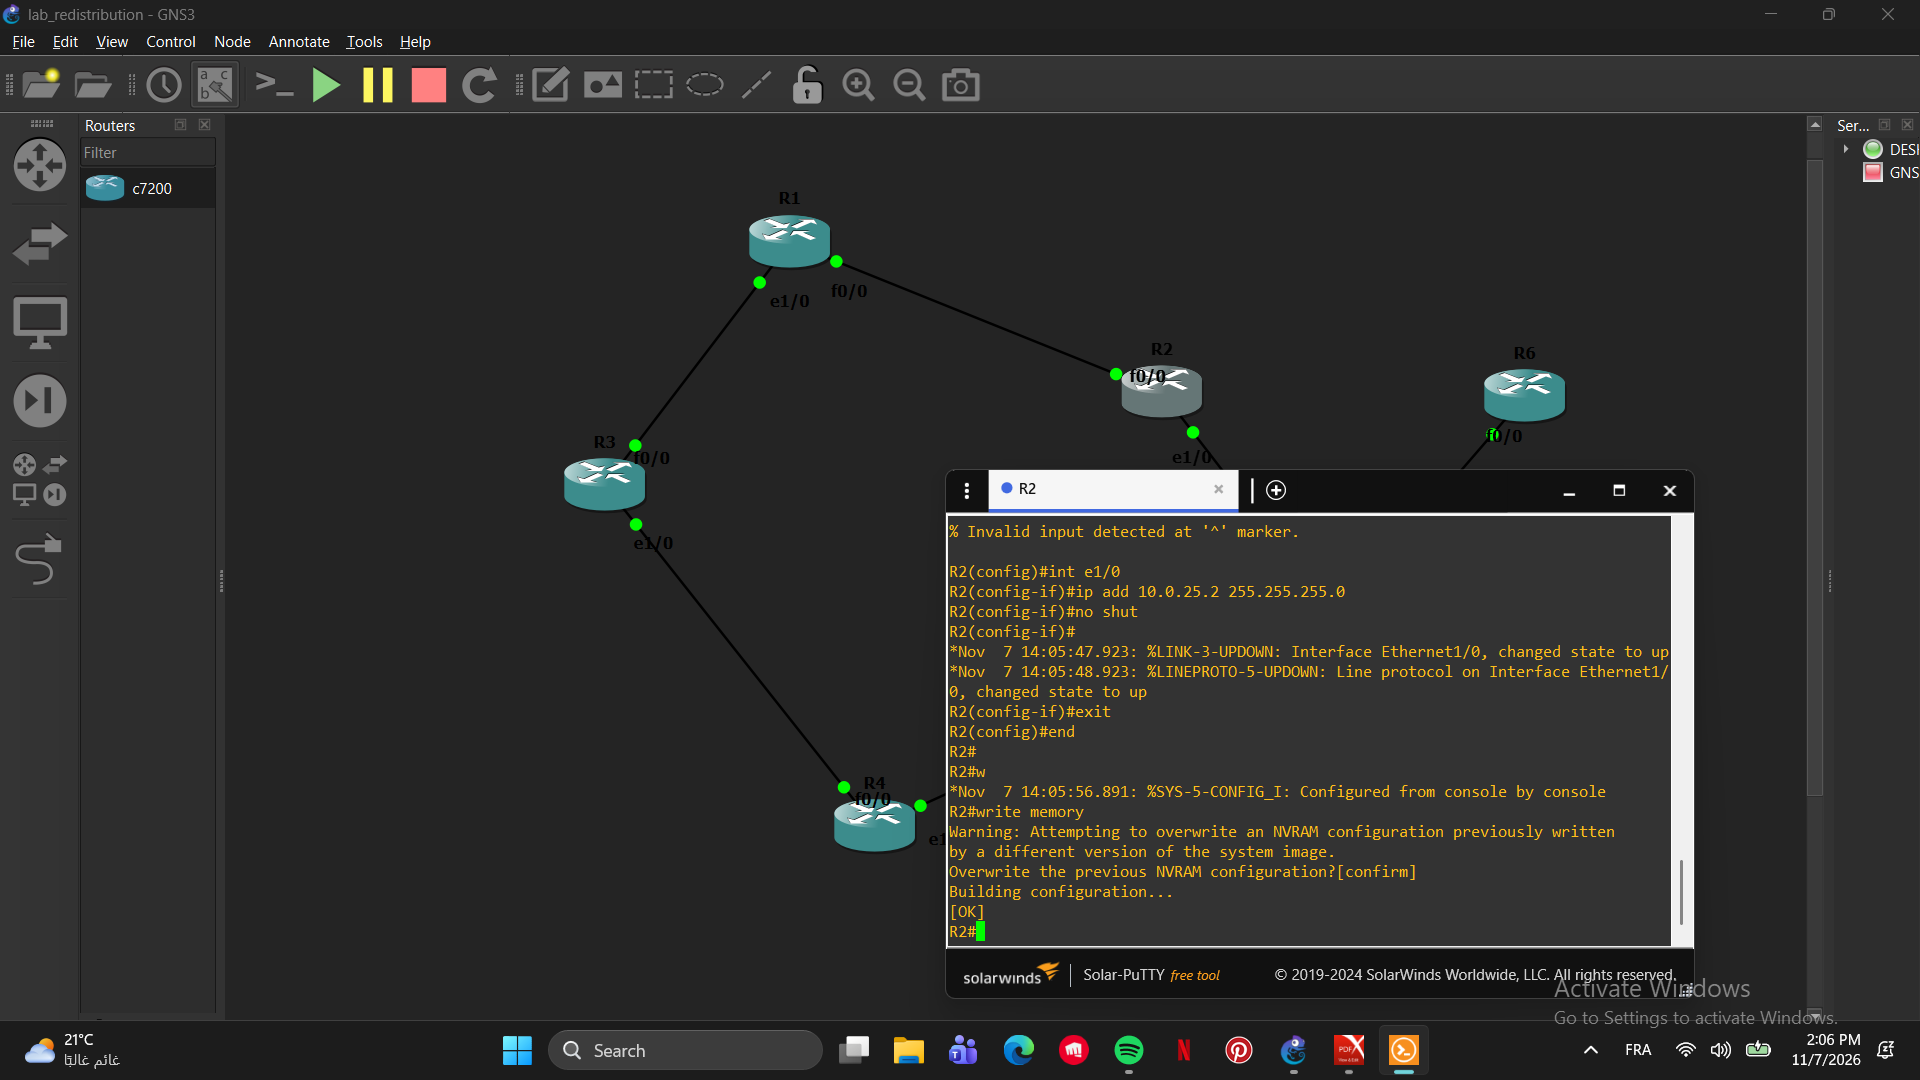 lab_redistribution - GNS3
File Edit View Control Node Annotate Tools Help
Routers
Filter
c7200
Ser...
DESI
GNS
R1
e1/0
f0/0
R2
f0/0
e1/0
R6
f0/0
R3
f0/0
e1/0
R4
f0/0
e1
R2
% Invalid input detected at '^' marker.
R2(config)#int e1/0
R2(config-if)#ip add 10.0.25.2 255.255.255.0
R2(config-if)#no shut
R2(config-if)#
*Nov  7 14:05:47.923: %LINK-3-UPDOWN: Interface Ethernet1/0, changed state to up
*Nov  7 14:05:48.923: %LINEPROTO-5-UPDOWN: Line protocol on Interface Ethernet1/
0, changed state to up
R2(config-if)#exit
R2(config)#end
R2#
R2#w
*Nov  7 14:05:56.891: %SYS-5-CONFIG_I: Configured from console by console
R2#write memory
Warning: Attempting to overwrite an NVRAM configuration previously written
by a different version of the system image.
Overwrite the previous NVRAM configuration?[confirm]
Building configuration...
[OK]
R2#
solarwinds
Solar-PuTTY free tool
© 2019-2024 SolarWinds Worldwide, LLC. All rights reserved.
Activate Windows
Go to Settings to activate Windows.
21°C
غائم غالبًا
Search
FRA
2:06 PM
11/7/2026